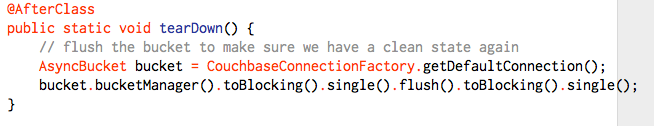 @AfterClass
public static void tearDown() {
    // flush the bucket to make sure we have a clean state again
    AsyncBucket bucket = CouchbaseConnectionFactory.getDefaultConnection();
    bucket.bucketManager().toBlocking().single().flush().toBlocking().single();
}